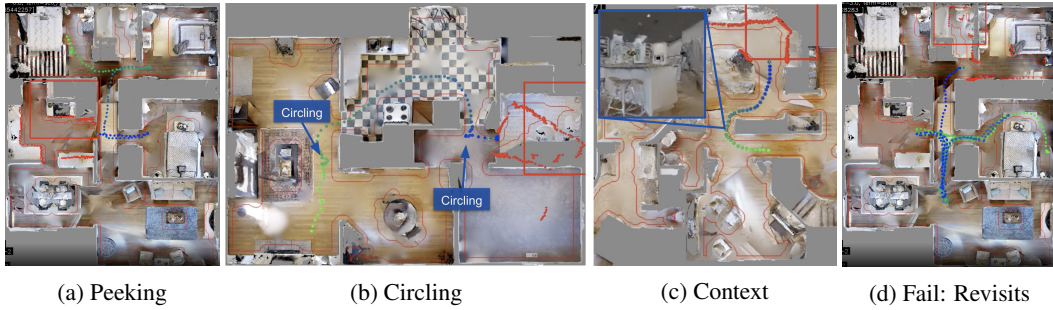 Circling
Circling
(a) Peeking
(b) Circling
(c) Context
(d) Fail: Revisits